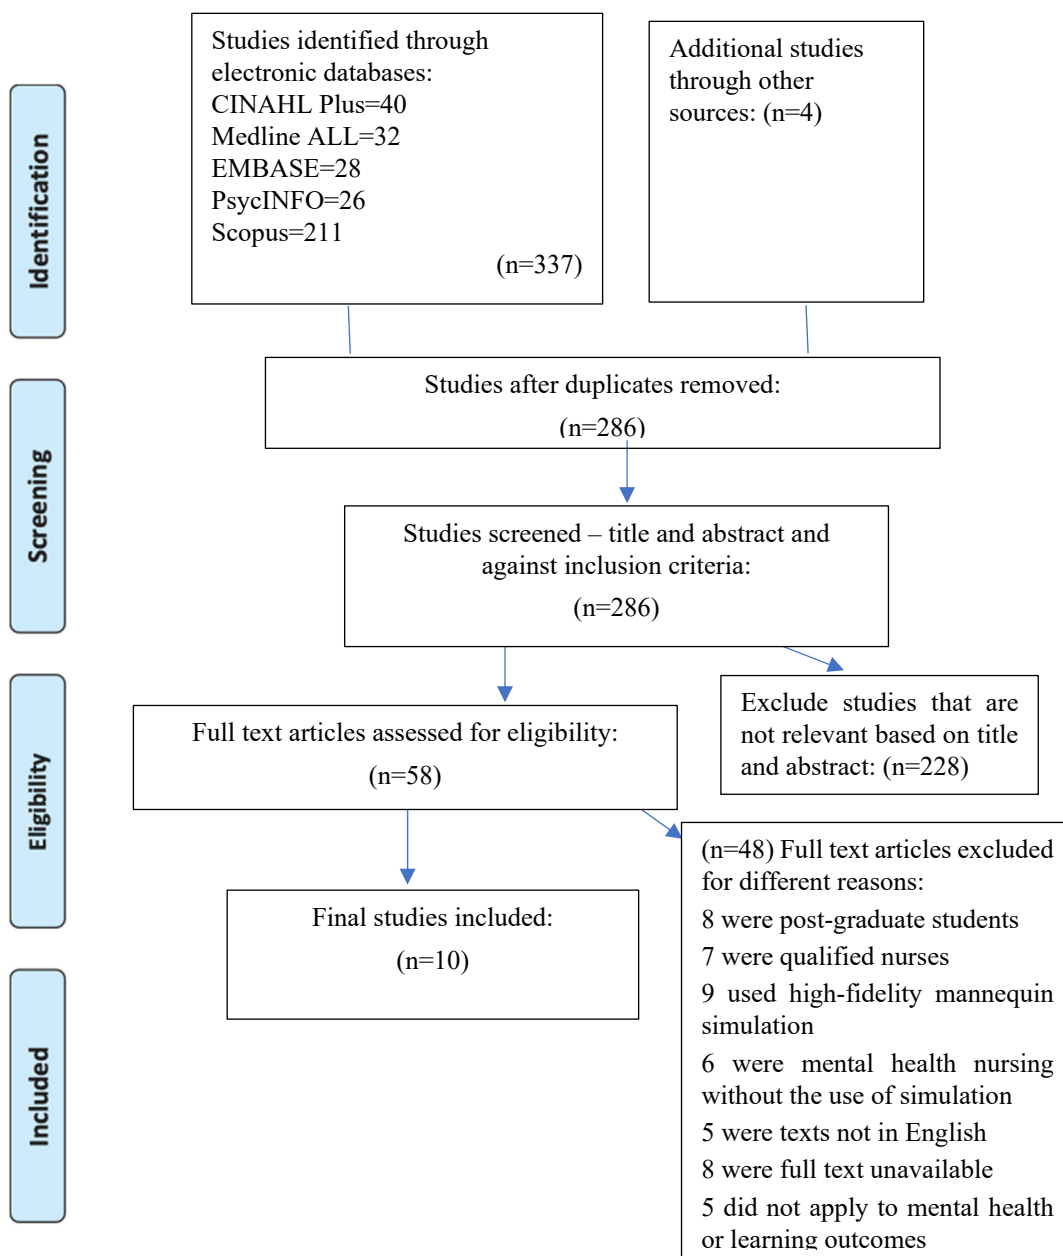 Identification
Studies identified through
electronic databases:
CINAHL Plus=40
Medline ALL=32
EMBASE=28
PsycINFO=26
Scopus=211
(n=337)
Additional studies
through other
sources: (n=4)
Studies after duplicates removed:
(n=286)
Screening
Studies screened – title and abstract and
against inclusion criteria:
(n=286)
Exclude studies that are
not relevant based on title
and abstract: (n=228)
Eligibility
Full text articles assessed for eligibility:
(n=58)
(n=48) Full text articles excluded
for different reasons:
8 were post-graduate students
7 were qualified nurses
9 used high-fidelity mannequin
simulation
6 were mental health nursing
without the use of simulation
5 were texts not in English
8 were full text unavailable
5 did not apply to mental health
or learning outcomes
Final studies included:
(n=10)
Included